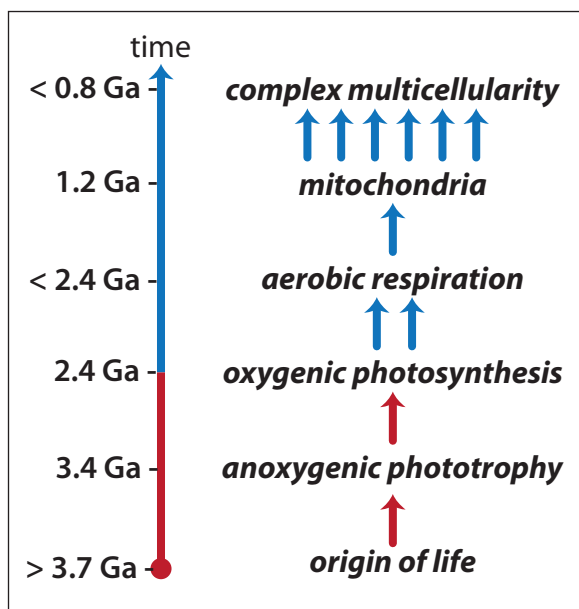 time
< 0.8 Ga complex multicellularity
1.2 Ga mitochondria
< 2.4 Ga aerobic respiration
2.4 Ga oxygenic photosynthesis
3.4 Ga anoxygenic phototrophy
> 3.7 Ga origin of life